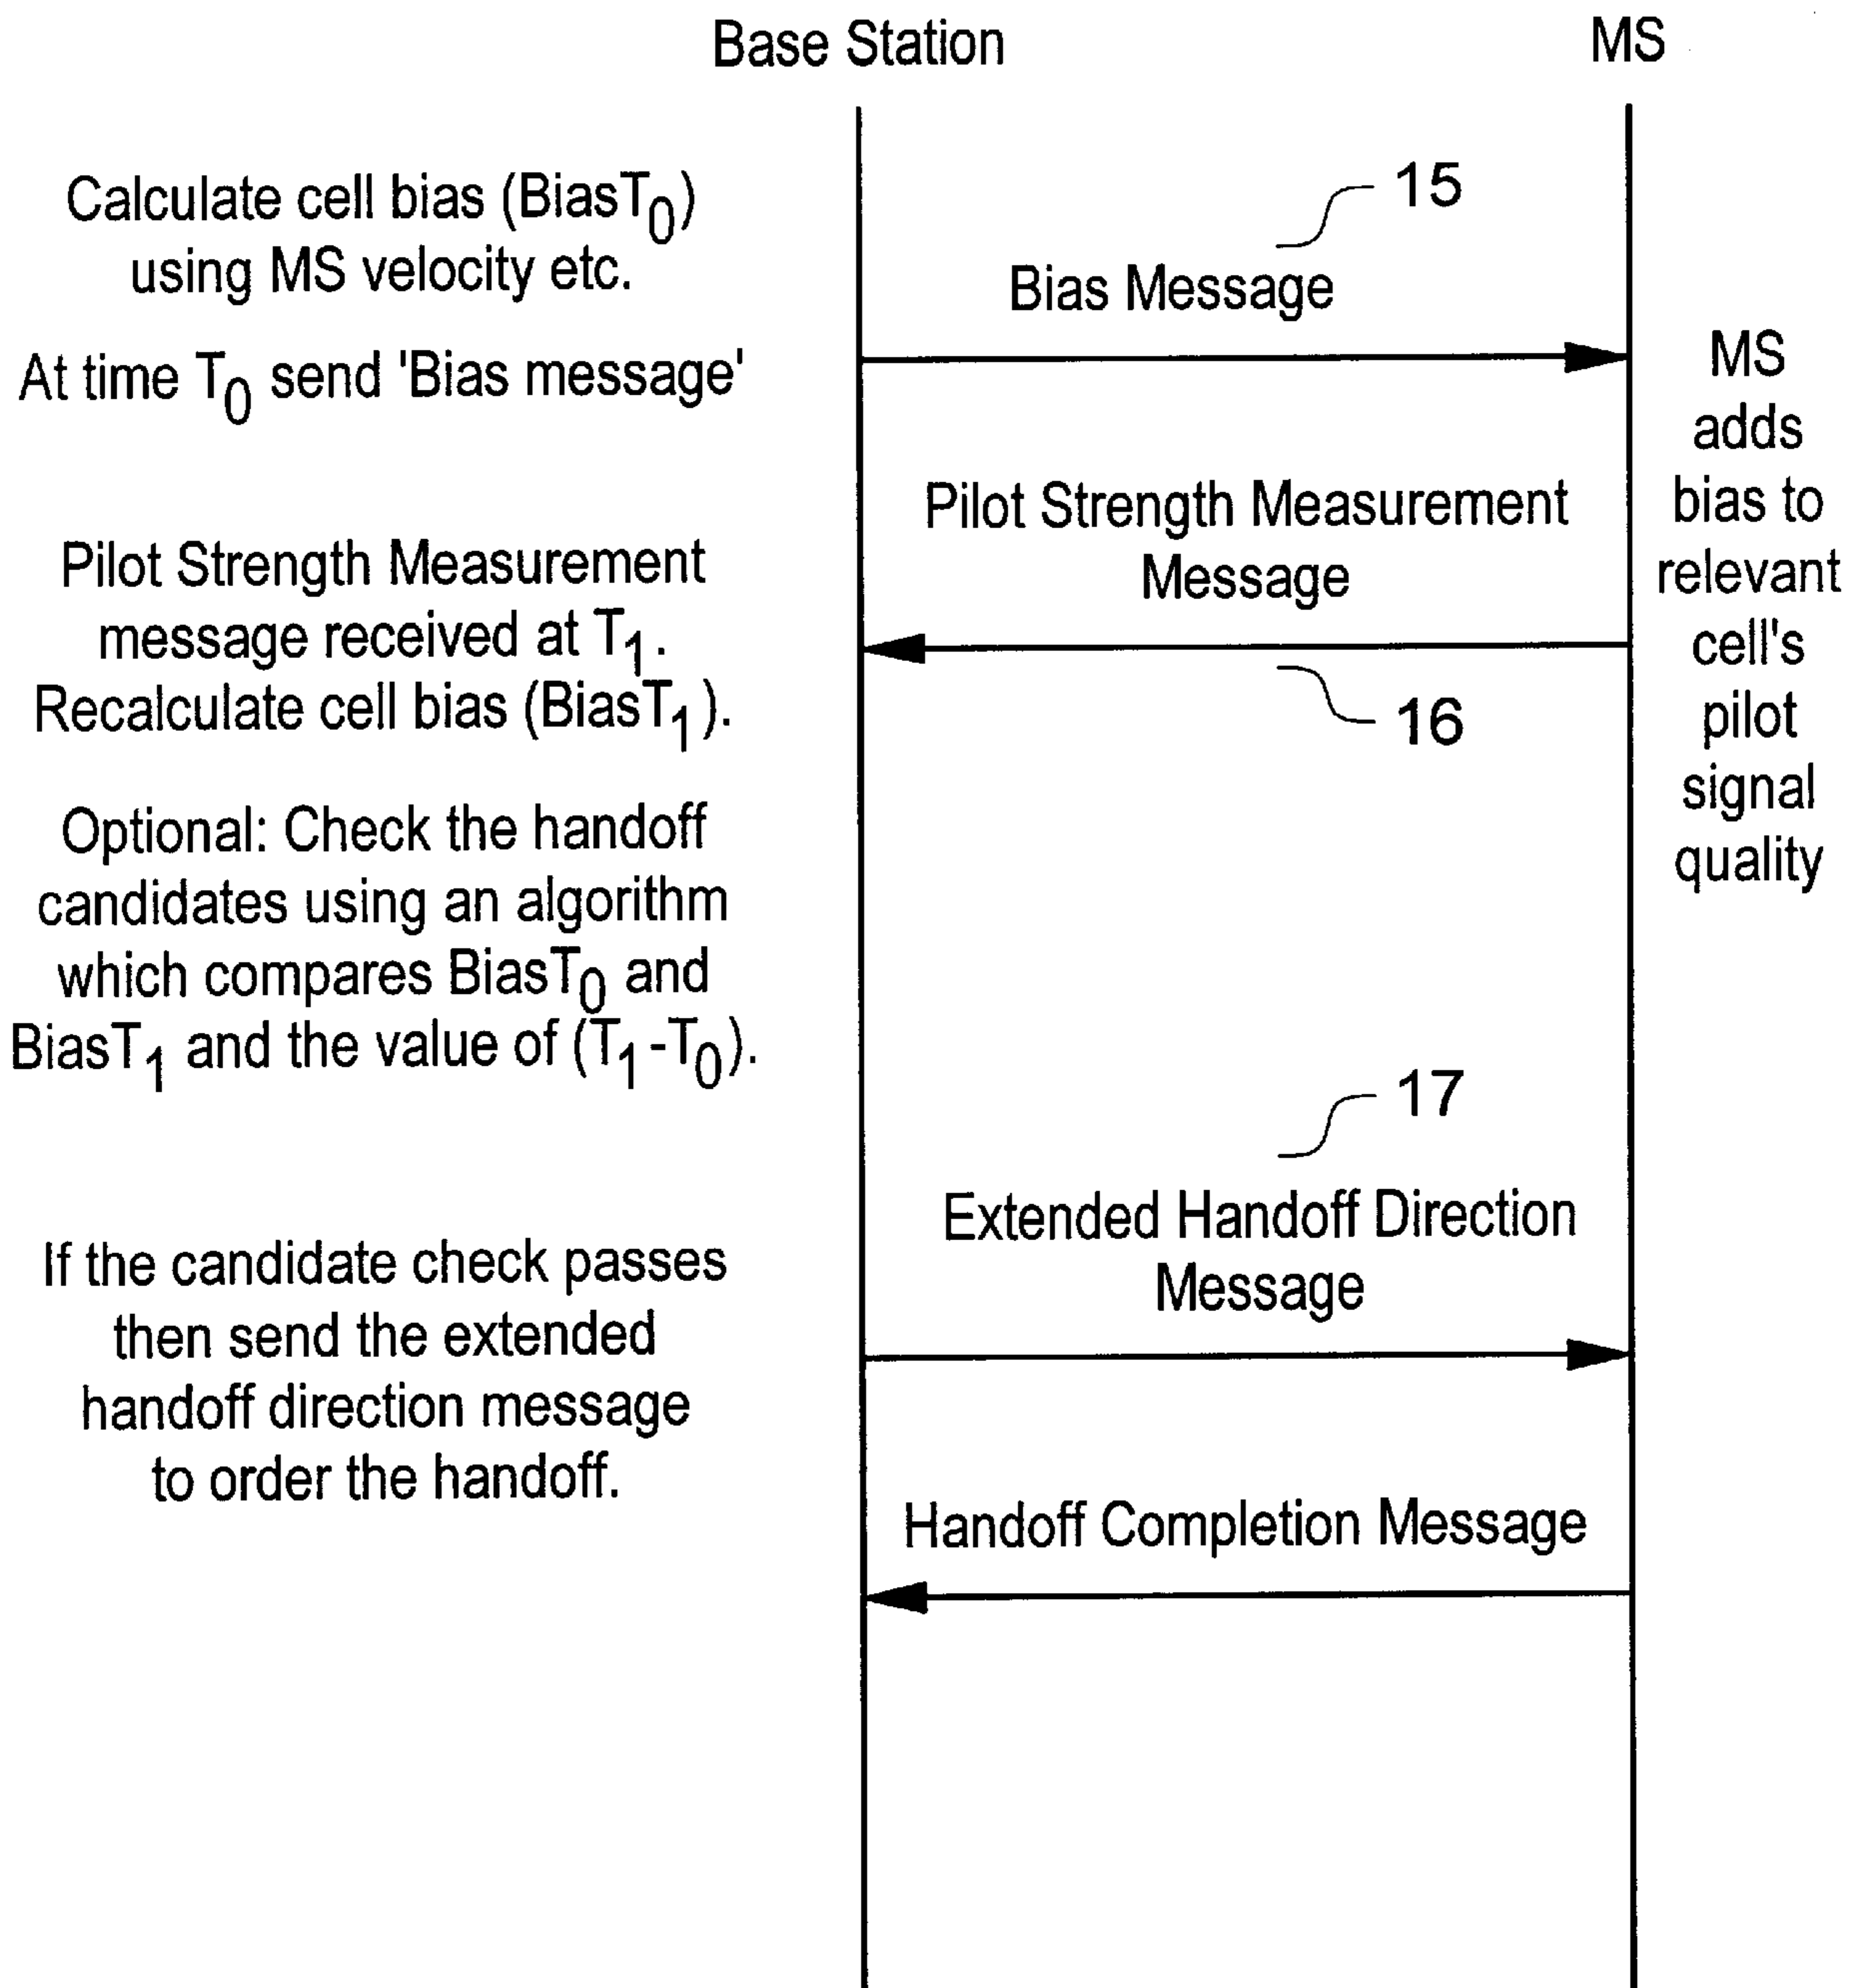 Base Station
MS
Calculate cell bias (BiasT0)
using MS velocity etc.
15
Bias Message
At time T0 send 'Bias message'
MS
adds
bias to
relevant
cell's
pilot
signal
quality
Pilot Strength Measurement
Message
Pilot Strength Measurement
message received at T1.
Recalculate cell bias (BiasT1).
16
Optional: Check the handoff
candidates using an algorithm
which compares BiasT0 and
BiasT1 and the value of (T1-T0).
17
Extended Handoff Direction
Message
If the candidate check passes
then send the extended
handoff direction message
to order the handoff.
Handoff Completion Message